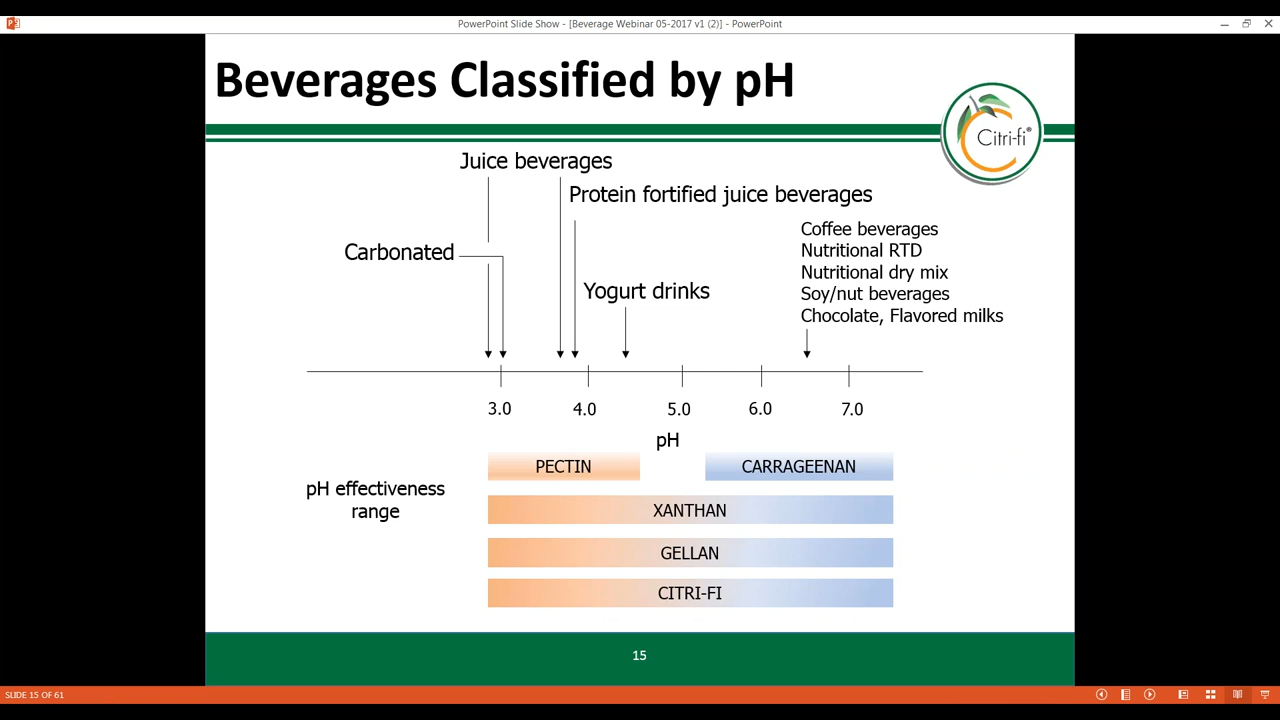 PowerPoint Slide Show - [Beverage Webinar 05-2017 v1 (2)] - PowerPoint
Beverages Classified by pH
Citri-fi®
Juice beverages
Protein fortified juice beverages
Coffee beverages
Nutritional RTD
Nutritional dry mix
Soy/nut beverages
Chocolate, Flavored milks
Carbonated
Yogurt drinks
3.0 4.0 5.0 6.0 7.0
pH
PECTIN CARRAGEENAN
pH effectiveness
range
XANTHAN
GELLAN
CITRI-FI
15
SLIDE 15 OF 61